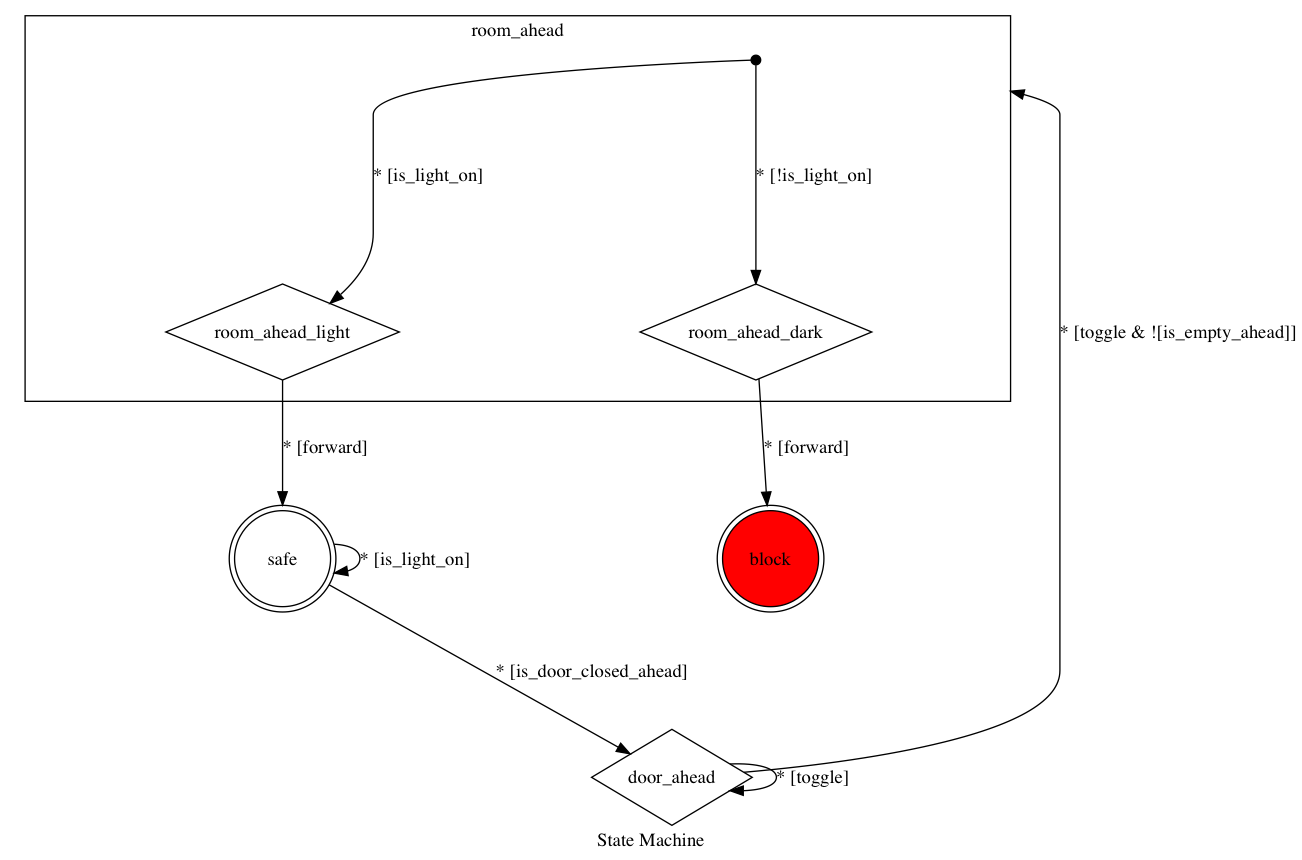 room_ahead
* [is_light_on]
* [!is_light_on]
room_ahead_light
room_ahead_dark
* [toggle & ![is_empty_ahead]]
* [forward]
* [forward]
safe
* [is_light_on]
block
* [is_door_closed_ahead]
door_ahead
* [toggle]
State Machine